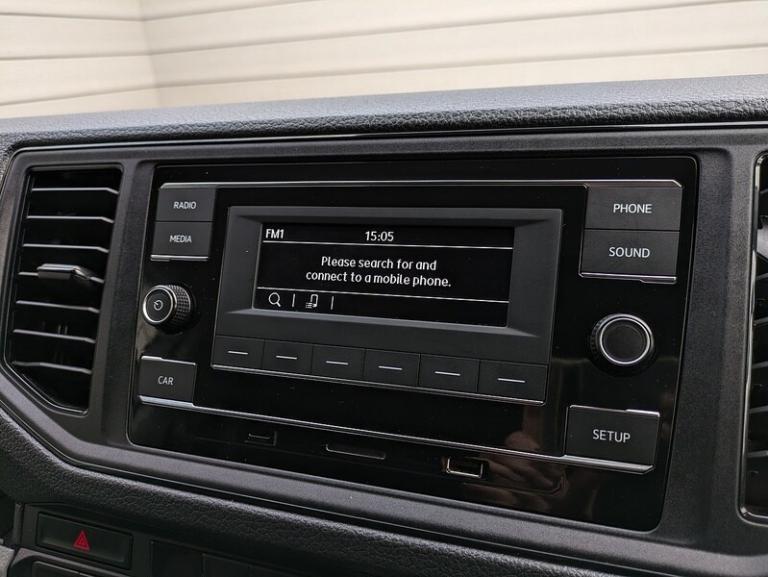 RADIO
MEDIA
FM1 15:05
Please search for and
connect to a mobile phone.
PHONE
SOUND
CAR
SETUP